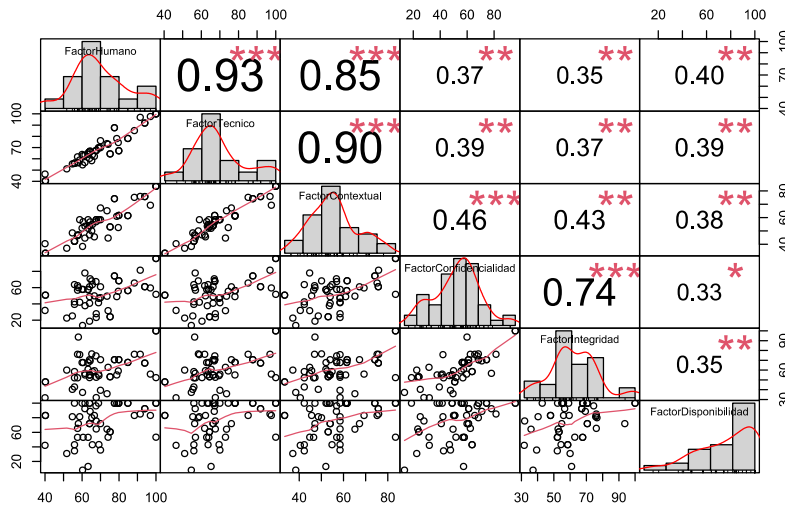 40 60 80 100 40 60 80 20 60 100
FactorHumano 0.93 *** 0.85 *** 0.37 ** 0.35 ** 0.40 ** 40 70 100
40 70 100 FactorTecnico 0.90 *** 0.39 ** 0.37 ** 0.39 **
FactorContextual 0.46 *** 0.43 ** 0.38 ** 40 60 80
20 60 FactorConfidencialidad 0.74 *** 0.33 *
FactorIntegridad 0.35 ** 30 60 90
20 60 FactorDisponibilidad
40 60 80 100 40 60 80 30 50 70 90